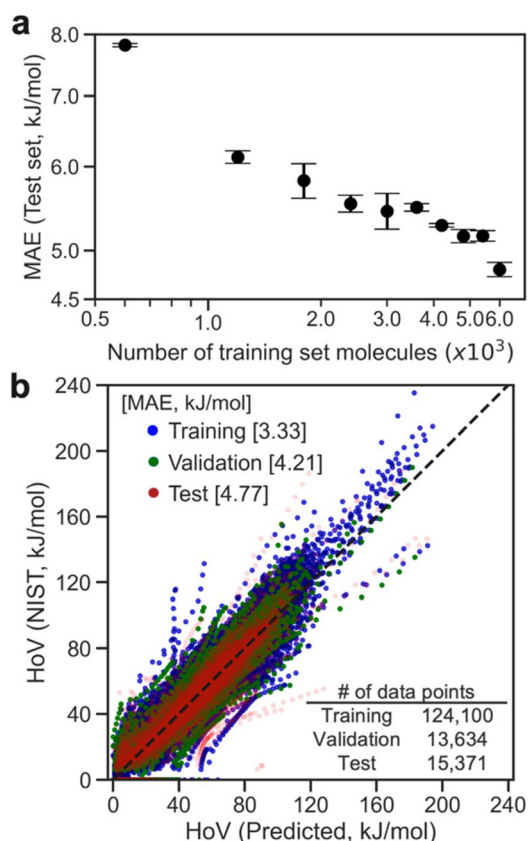 a
8.0
7.0
6.0
5.0
4.5
MAE (Test set, kJ/mol)
0.5 1.0 2.0 3.0 4.0 5.0 6.0
Number of training set molecules (x10³)
b
240
200
160
120
80
40
0
HoV (NIST, kJ/mol)
[MAE, kJ/mol]
Training [3.33]
Validation [4.21]
Test [4.77]
# of data points
Training 124,100
Validation 13,634
Test 15,371
0 40 80 120 160 200 240
HoV (Predicted, kJ/mol)